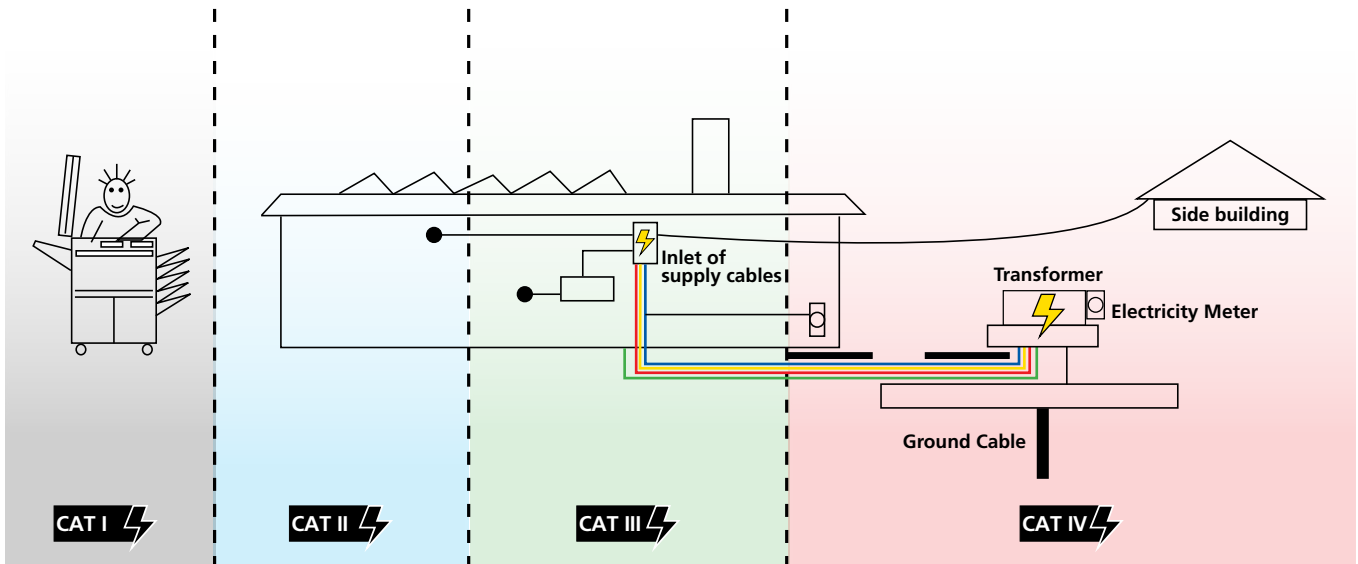 Side building
Inlet of
supply cables
Transformer
Electricity Meter
Ground Cable
CAT I
CAT II
CAT III
CAT IV